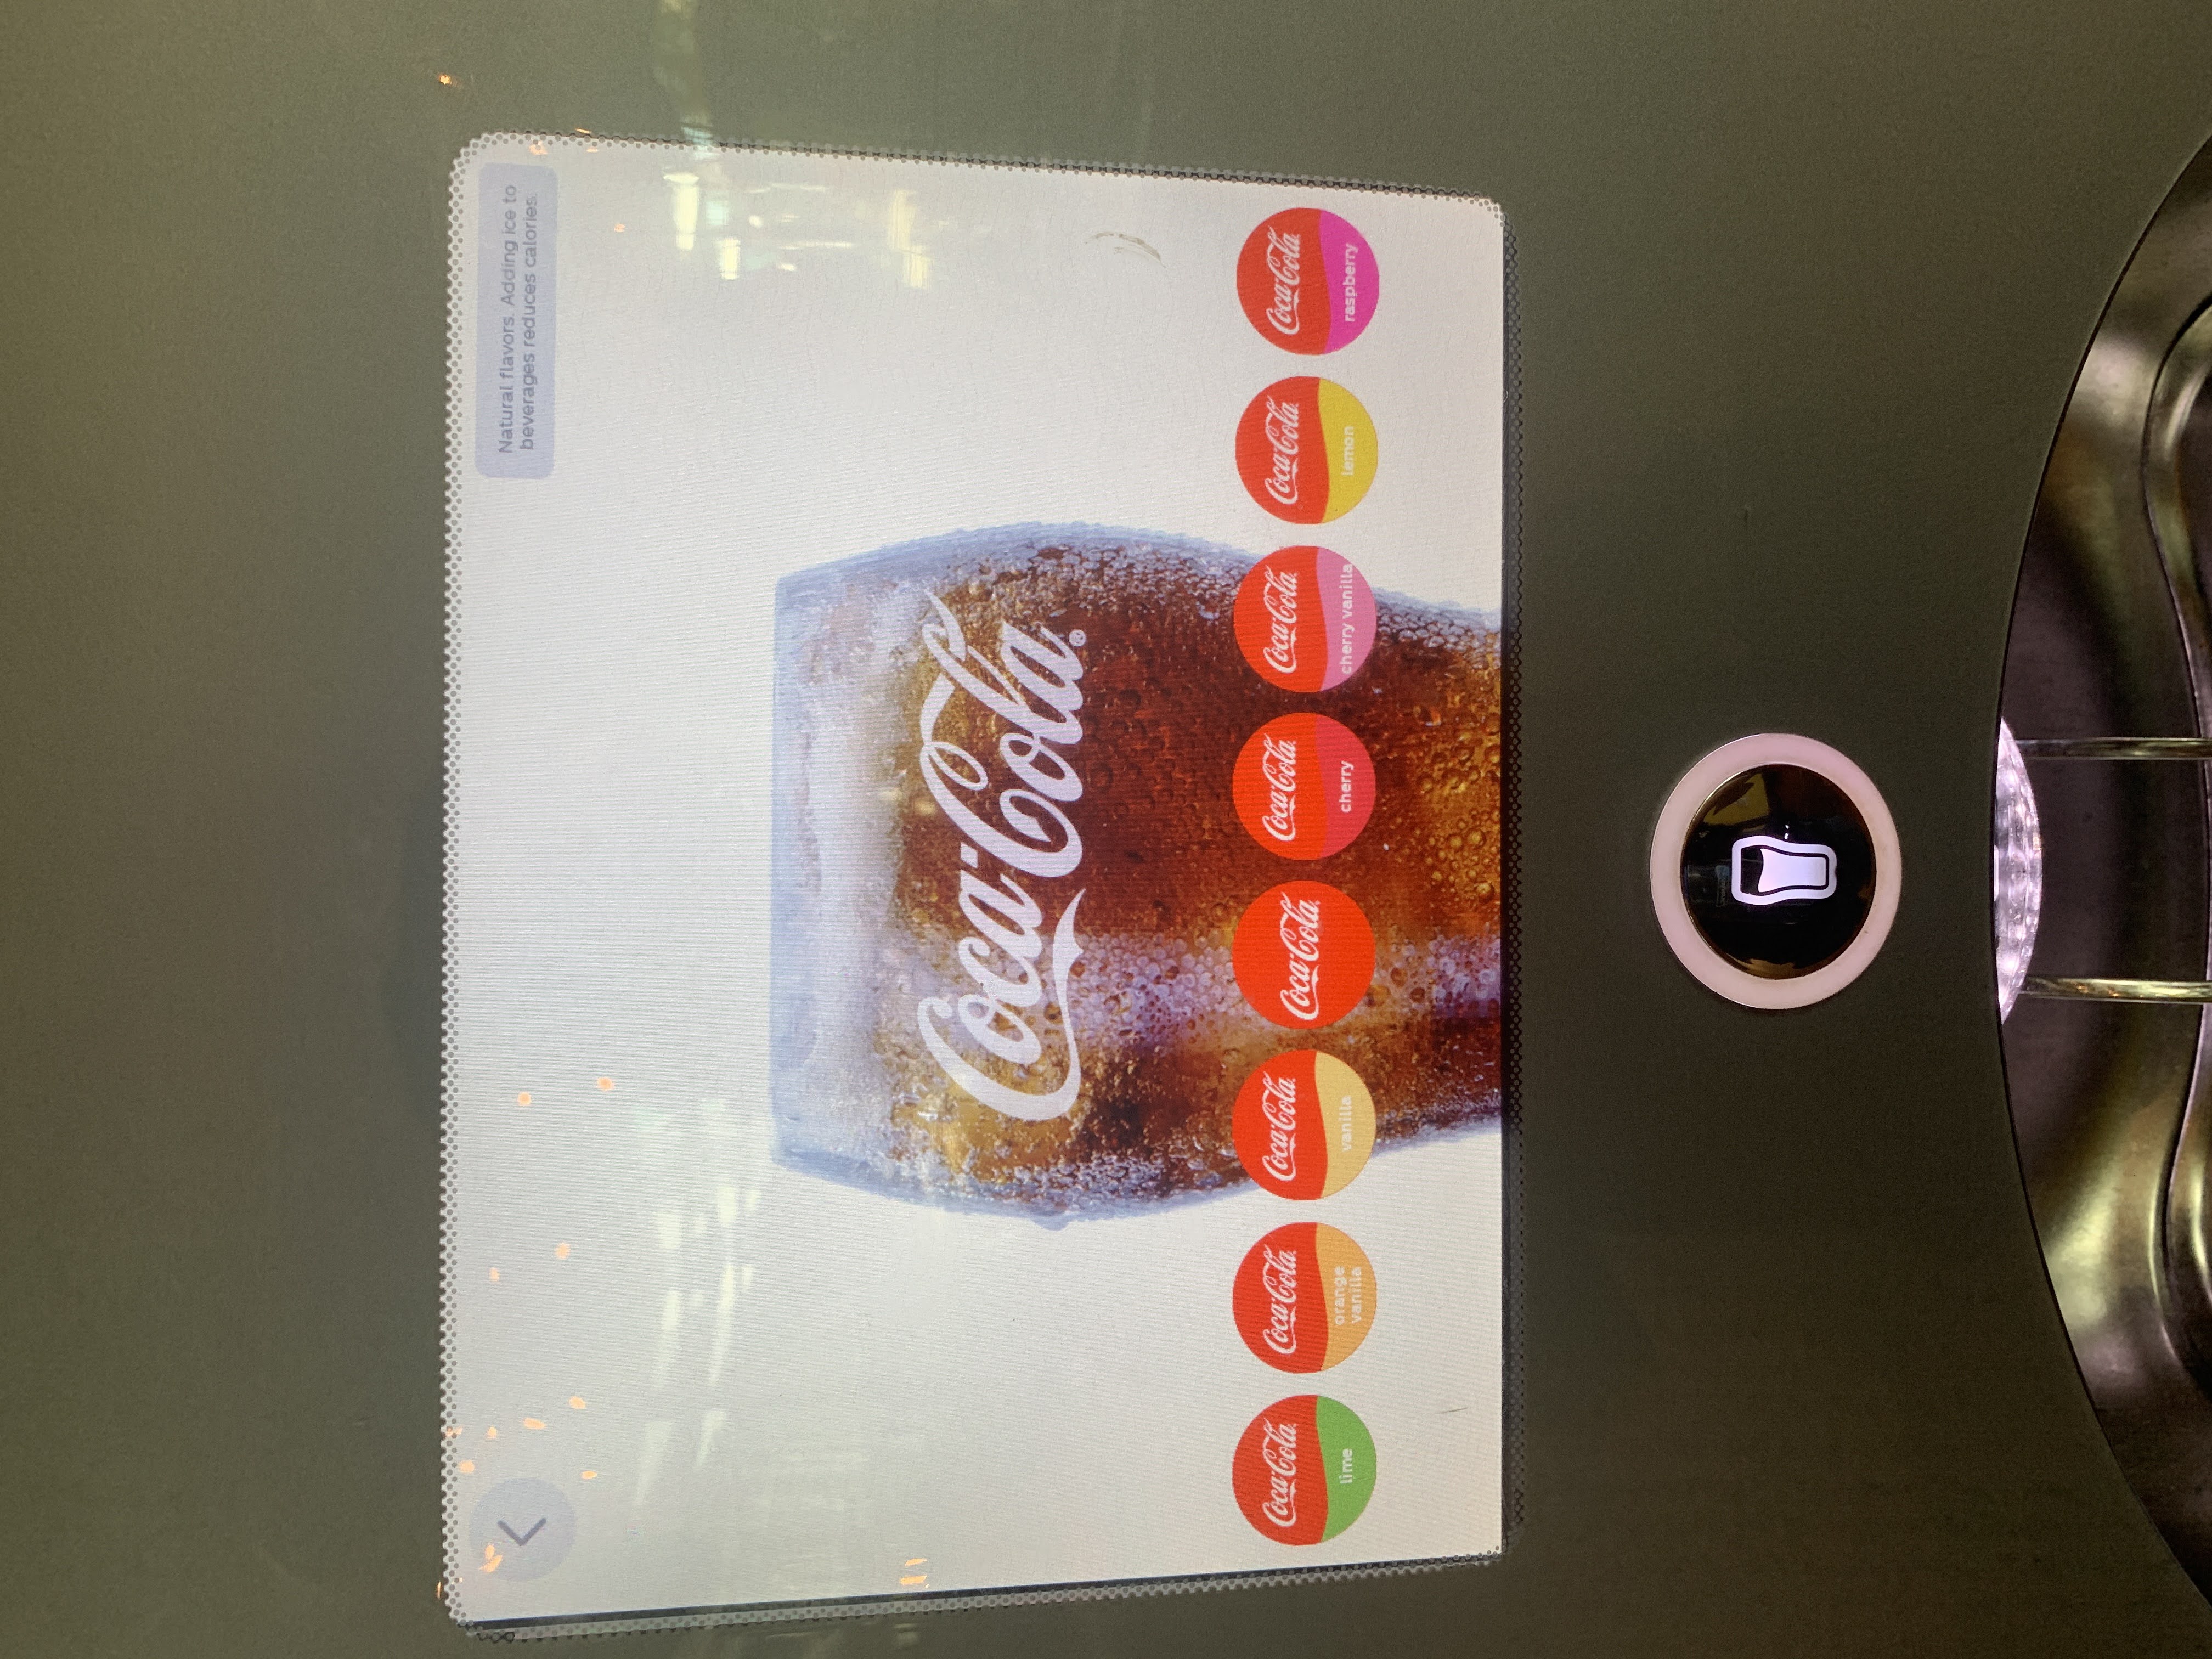 Natural flavors. Adding ice to
beverages reduces calories.
Coca-Cola
Coca-Cola
lime
Coca-Cola
orange
vanilla
Coca-Cola
vanilla
Coca-Cola
Coca-Cola
cherry
Coca-Cola
cherry vanilla
Coca-Cola
lemon
Coca-Cola
raspberry